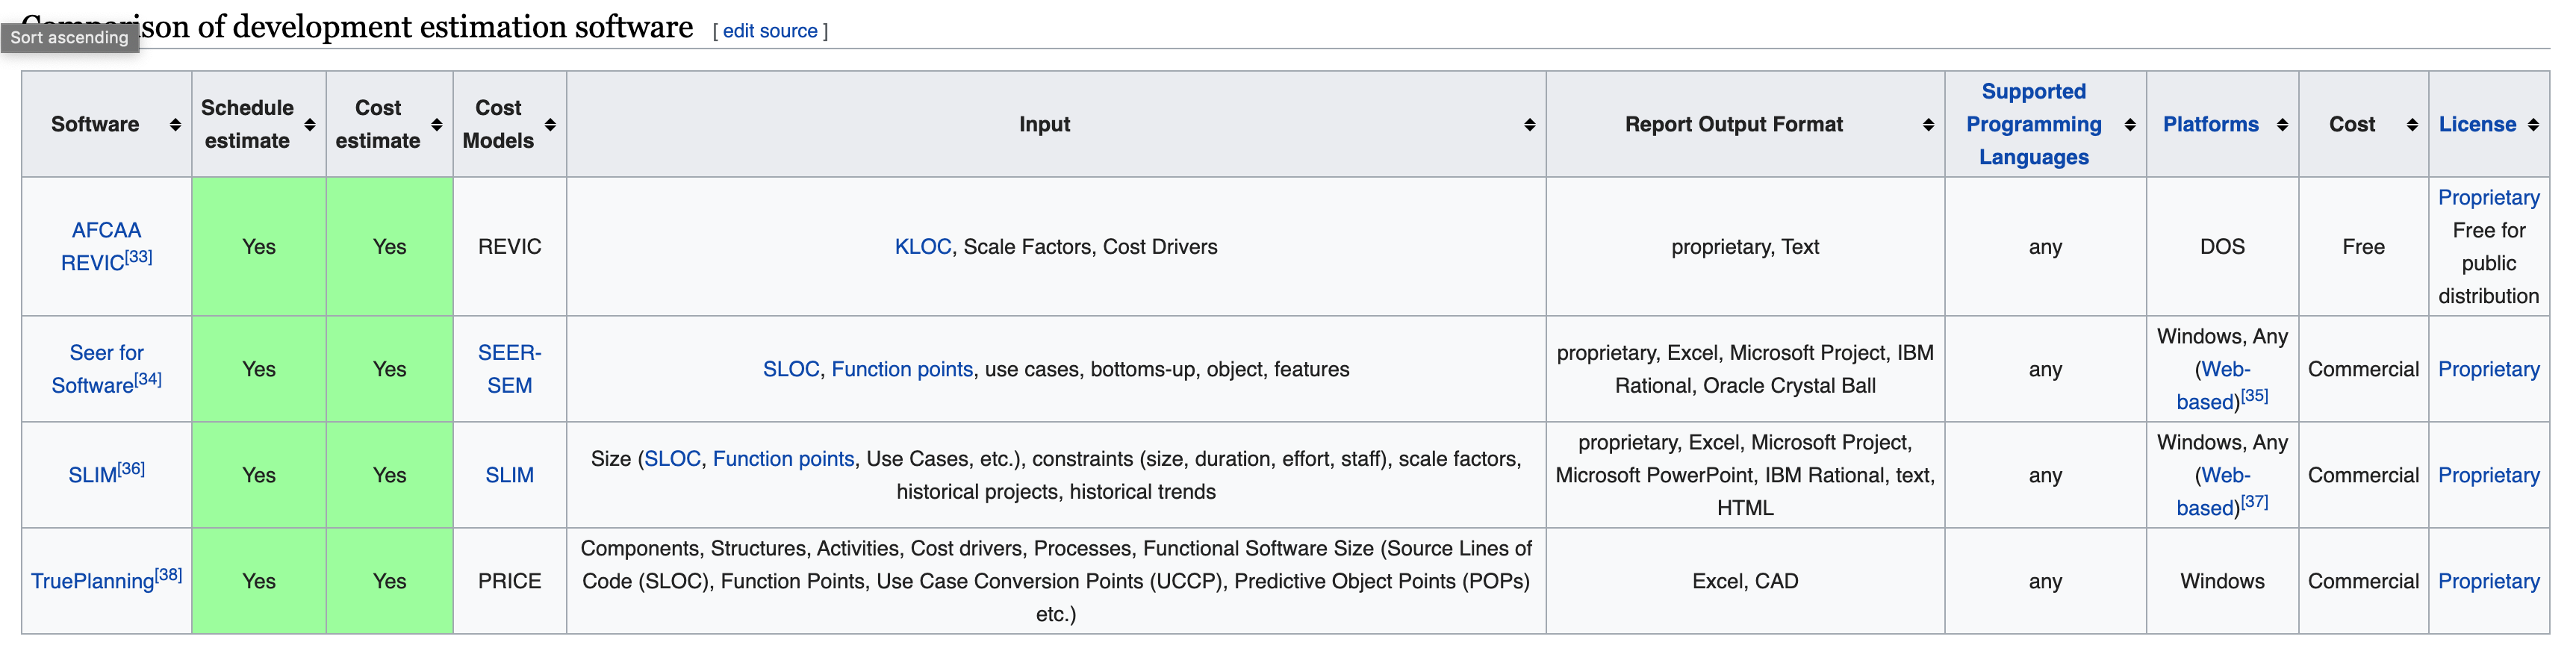 Sort ascending
son of development estimation software [ edit source ]
Software
Schedule
estimate
Cost
estimate
Cost
Models
Input
Report Output Format
Supported
Programming
Languages
Platforms
Cost
License
AFCAA
REVIC[33]
Yes
Yes
REVIC
KLOC, Scale Factors, Cost Drivers
proprietary, Text
any
DOS
Free
Proprietary
Free for
public
distribution
Seer for
Software[34]
Yes
Yes
SEER-
SEM
SLOC, Function points, use cases, bottoms-up, object, features
proprietary, Excel, Microsoft Project, IBM
Rational, Oracle Crystal Ball
any
Windows, Any
(Web-
based)[35]
Commercial
Proprietary
SLIM[36]
Yes
Yes
SLIM
Size (SLOC, Function points, Use Cases, etc.), constraints (size, duration, effort, staff), scale factors,
historical projects, historical trends
proprietary, Excel, Microsoft Project,
Microsoft PowerPoint, IBM Rational, text,
HTML
any
Windows, Any
(Web-
based)[37]
Commercial
Proprietary
TruePlanning[38]
Yes
Yes
PRICE
Components, Structures, Activities, Cost drivers, Processes, Functional Software Size (Source Lines of
Code (SLOC), Function Points, Use Case Conversion Points (UCCP), Predictive Object Points (POPs)
etc.)
Excel, CAD
any
Windows
Commercial
Proprietary